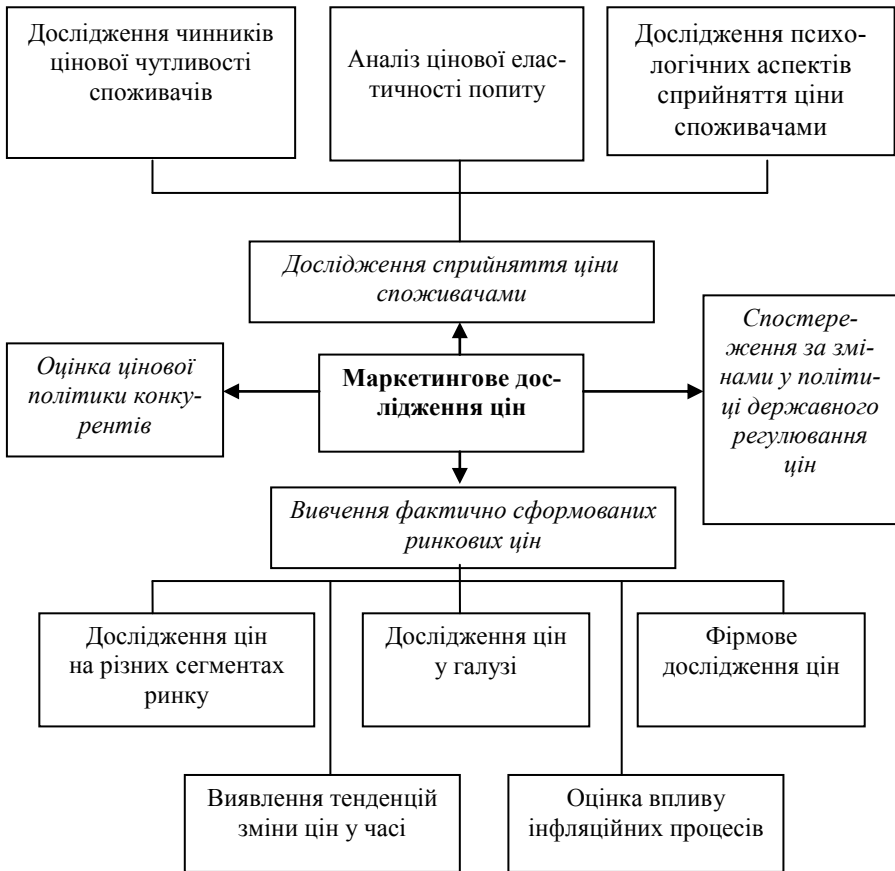 Дослідження чинників
цінової чутливості
споживачів
Аналіз цінової елас-
тичності попиту
Дослідження психо-
логічних аспектів
сприйняття ціни
споживачами
Дослідження сприйняття ціни
споживачами
Оцінка цінової
політики конку-
рентів
Маркетингове дос-
лідження цін
Спостере-
ження за змі-
нами у політи-
ці державного
регулювання
цін
Вивчення фактично сформованих
ринкових цін
Дослідження цін
на різних сегментах
ринку
Дослідження цін
у галузі
Фірмове
дослідження цін
Виявлення тенденцій
зміни цін у часі
Оцінка впливу
інфляційних процесів